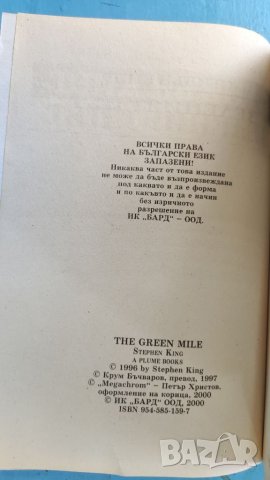 ВСИЧКИ ПРАВА
НА БЪЛГАРСКИ ЕЗИК
ЗАПАЗЕНИ!
Никаква част от това издание
не може да бъде възпроизвеждана
под каквато и да е форма
и по какъвто и да е начин
без изричното
разрешение на
ИК „БАРД" – ООД.
THE GREEN MILE
STEPHEN KING
A PLUME BOOKS
© 1996 by Stephen King
© Крум Бъчваров, превод, 1997
© „Megachrom" – Петър Христов,
оформление на корица, 2000
© ИК "БАРД" ООД, 2000
ISBN 954-585-159-7
BAZAR